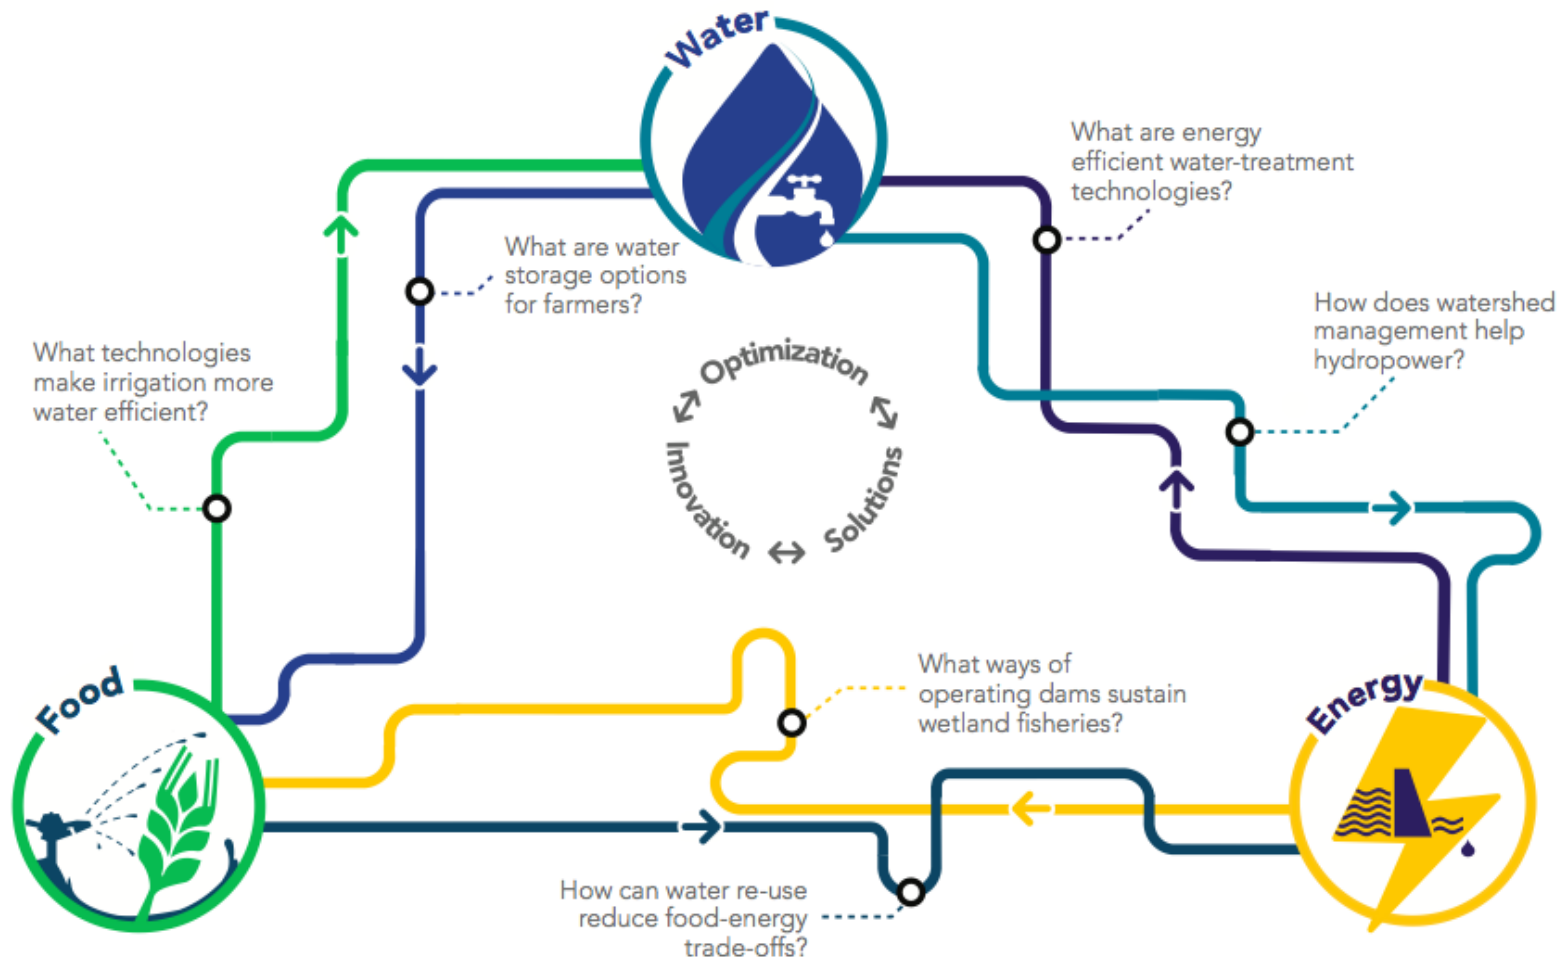 Water
What are energy
efficient water-treatment
technologies?
What are water
storage options
for farmers?
How does watershed
management help
hydropower?
What technologies
make irrigation more
water efficient?
Optimization
Innovation
Solutions
Food
What ways of
operating dams sustain
wetland fisheries?
Energy
How can water re-use
reduce food-energy
trade-offs?